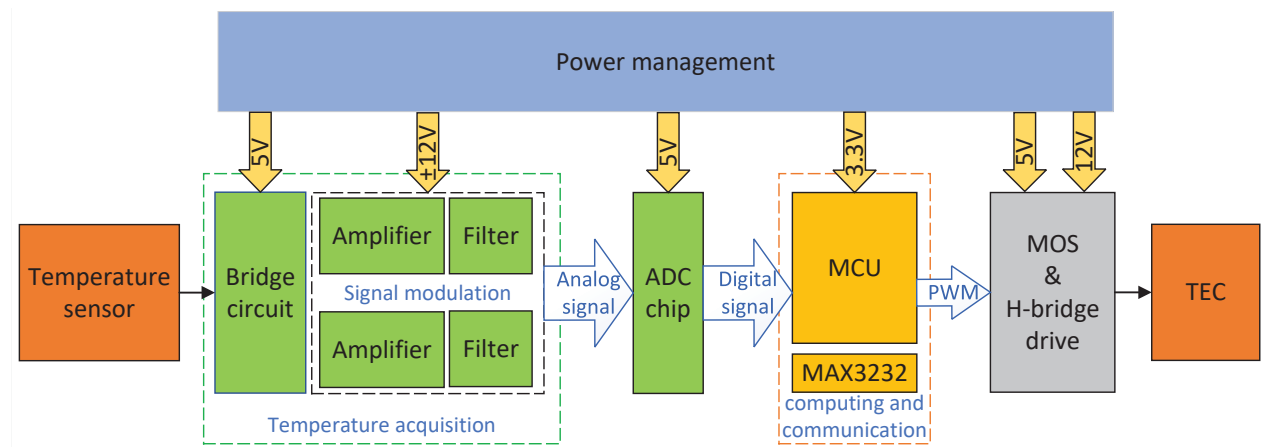 Power management
5V
±12V
5V
3.3V
5V
12V
Temperature
sensor
Bridge
circuit
Amplifier
Filter
Signal modulation
Amplifier
Filter
Temperature acquisition
Analog
signal
ADC
chip
Digital
signal
MCU
MAX3232
computing and
communication
PWM
MOS
&
H-bridge
drive
TEC